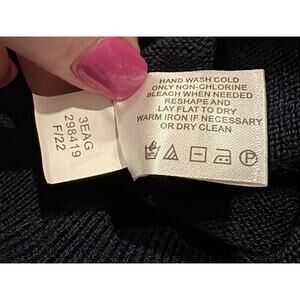 HAND WASH COLD
ONLY NON-CHLORINE
BLEACH WHEN NEEDED
RESHAPE AND
LAY FLAT TO DRY
WARM IRON IF NECESSARY
OR DRY CLEAN
P
3EAG
298419
F/22